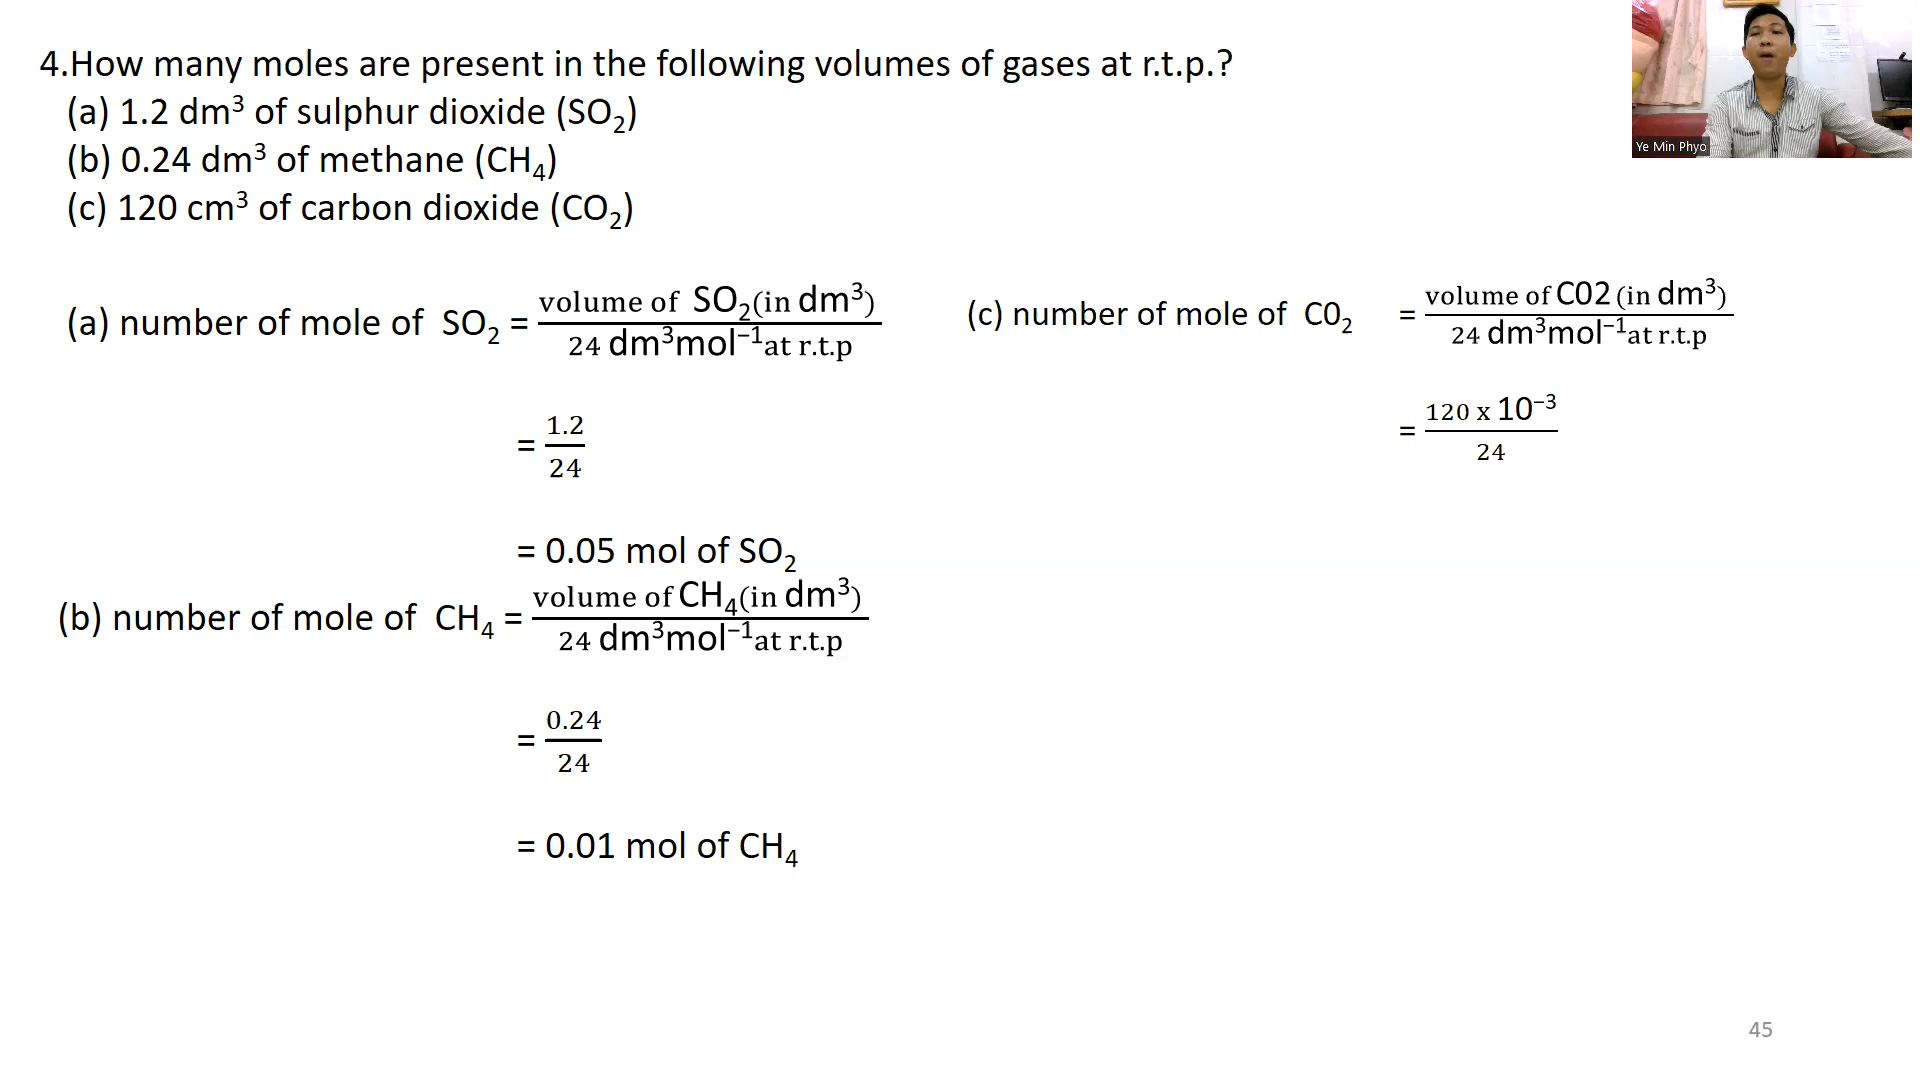 4.How many moles are present in the following volumes of gases at r.t.p.?
(a) 1.2 dm³ of sulphur dioxide (SO₂)
(b) 0.24 dm³ of methane (CH₄)
(c) 120 cm³ of carbon dioxide (CO₂)
Ye Min Phyo
(a) number of mole of SO₂ = volume of SO₂(in dm³)
24 dm³mol⁻¹at r.t.p
= 1.2
24
= 0.05 mol of SO₂
(b) number of mole of CH₄ = volume of CH₄(in dm³)
24 dm³mol⁻¹at r.t.p
= 0.24
24
= 0.01 mol of CH₄
(c) number of mole of C0₂ = volume of C02 (in dm³)
24 dm³mol⁻¹at r.t.p
= 120 x 10⁻³
24
45